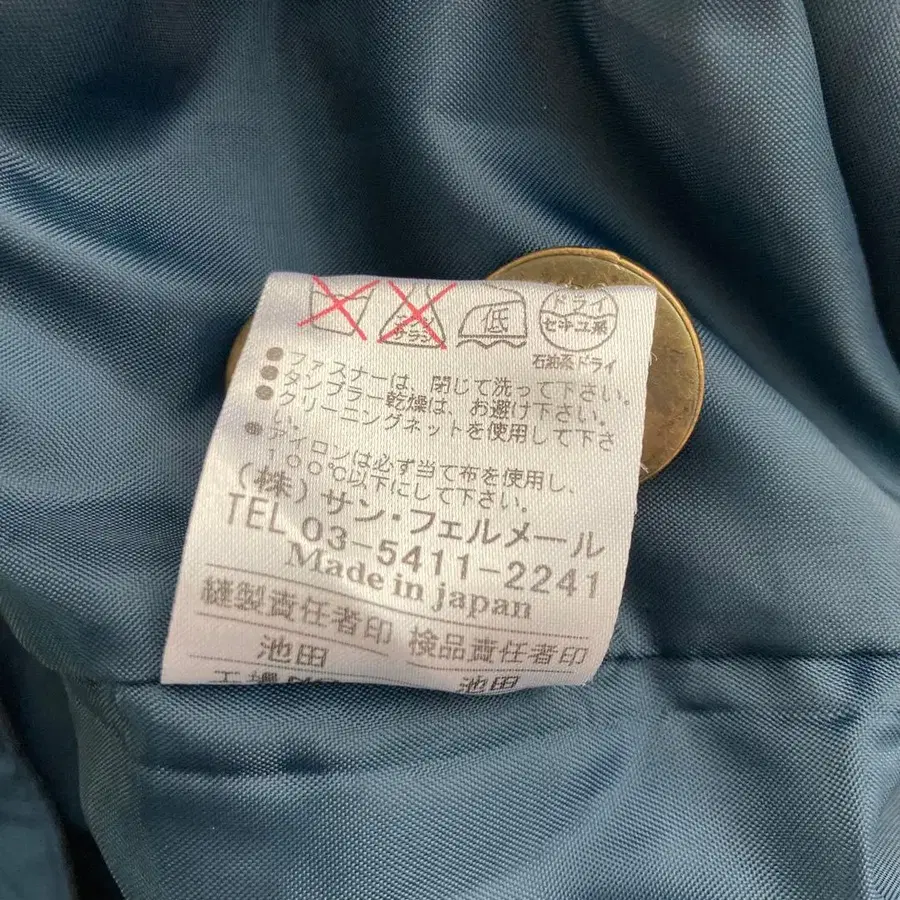 エンソ
サラシ
低
ドライ
セキユ系
石油系ドライ
●ファスナーは、閉じて洗って下さい。
●タンブラー乾燥は、お避け下さい。
●クリーニングネットを使用して下さ
い。
●アイロンは必ず当て布を使用し、
100℃以下にして下さい。
（株）サン・フェルメール
TEL 03-5411-2241
Made in japan
縫製責任者印 検品責任者印
池田 池田